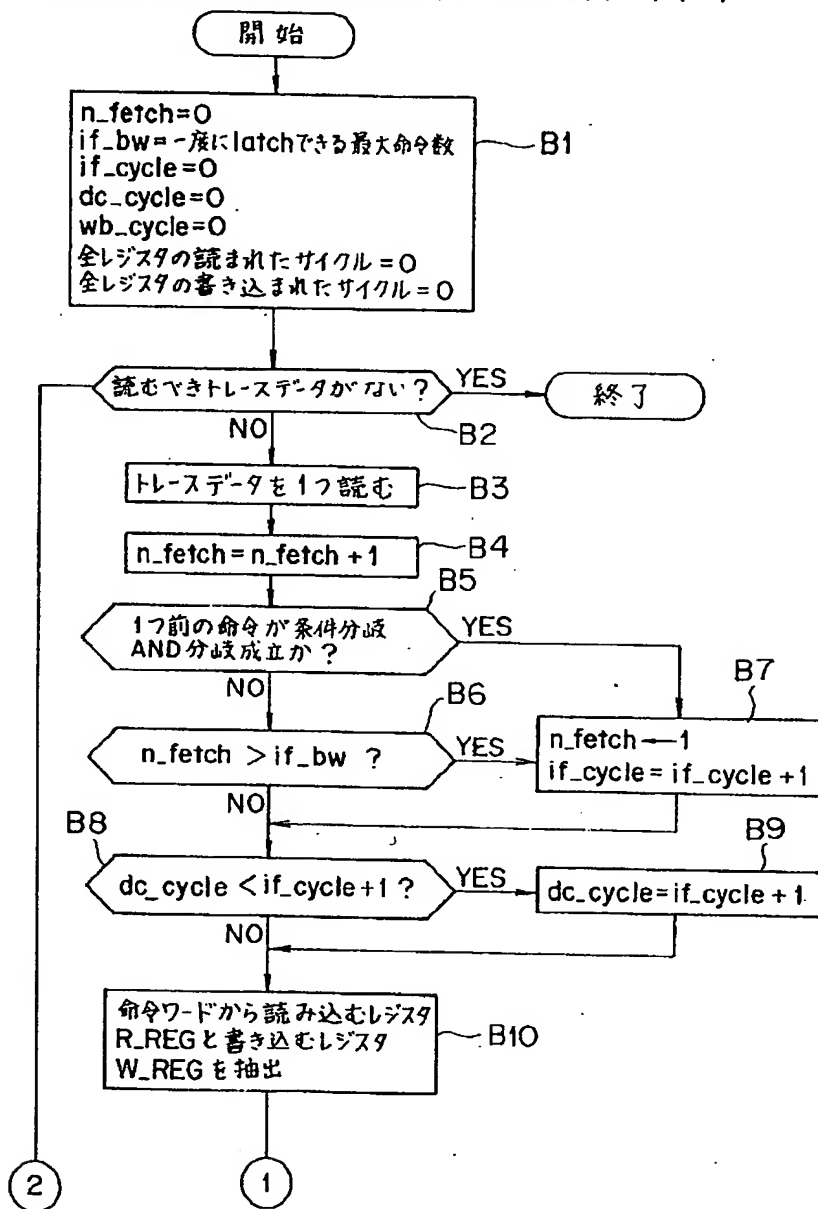 開始
n_fetch=0
if_bw=一度にlatchできる最大命令数
if_cycle=0
dc_cycle=0
wb_cycle=0
全レジスタの読まれたサイクル=0
全レジスタの書き込まれたサイクル=0
B1
読むべきトレースデータがない?
YES
終了
NO
B2
トレースデータを1つ読む
B3
n_fetch=n_fetch+1
B4
B5
1つ前の命令が条件分岐
AND分岐成立か?
YES
NO
B6
B7
n_fetch >if_bw ?
YES
n_fetch←1
if_cycle=if_cycle+1
NO
B8
B9
dc_cycle<if_cycle+1?
YES
dc_cycle=if_cycle+1
NO
命令ワードから読み込むレジスタ
R_REGと書き込むレジスタ
W_REGを抽出
B10
2
1